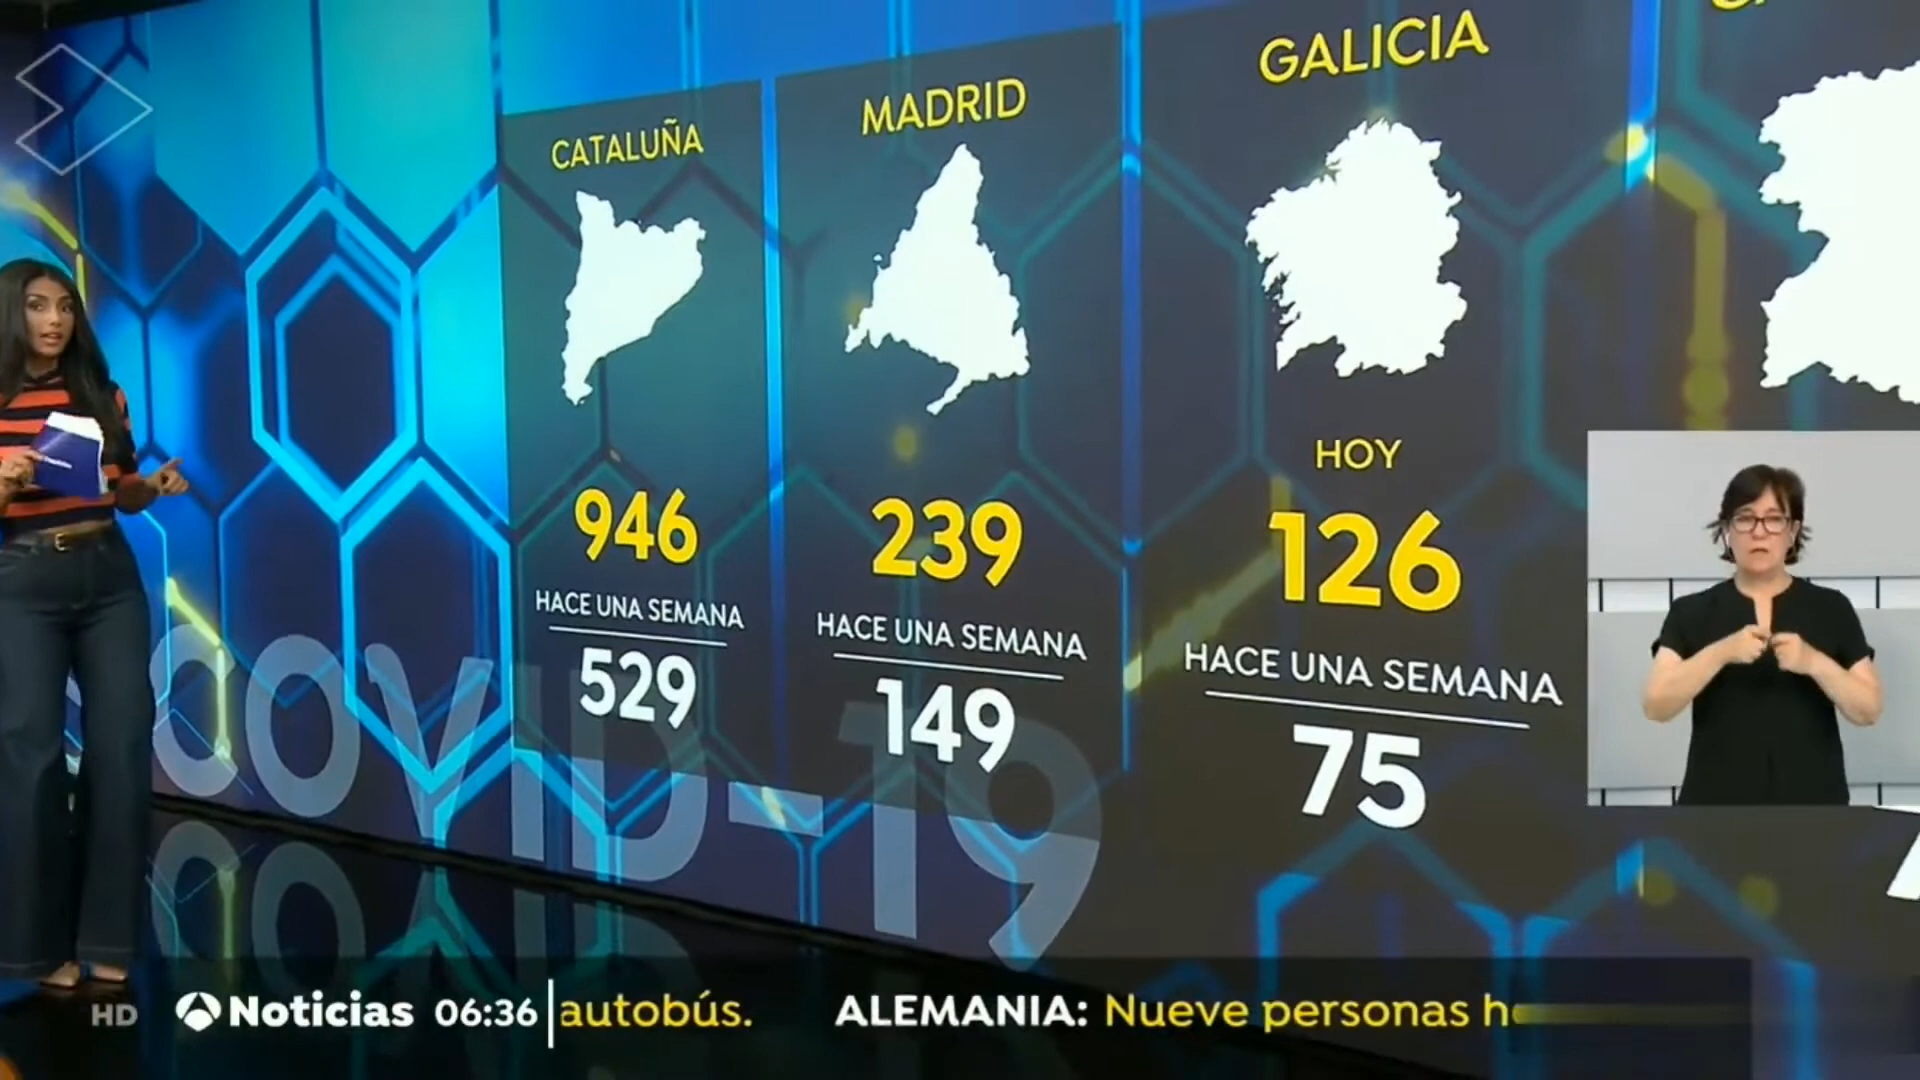 CATALUÑA
946
HACE UNA SEMANA
529
MADRID
239
HACE UNA SEMANA
149
GALICIA
HOY
126
HACE UNA SEMANA
75
COVID-19
HD
Noticias 06:36 autobús. ALEMANIA: Nueve personas h